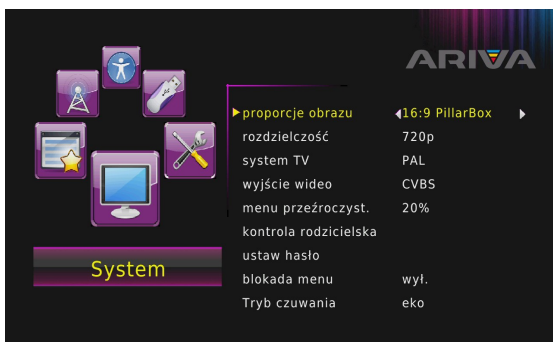 ARIVA
proporcje obrazu 16:9 PillarBox
rozdzielczość 720p
system TV PAL
wyjście wideo CVBS
menu przeźroczyst. 20%
kontrola rodzicielska
ustaw hasło
blokada menu wył.
Tryb czuwania eko
System